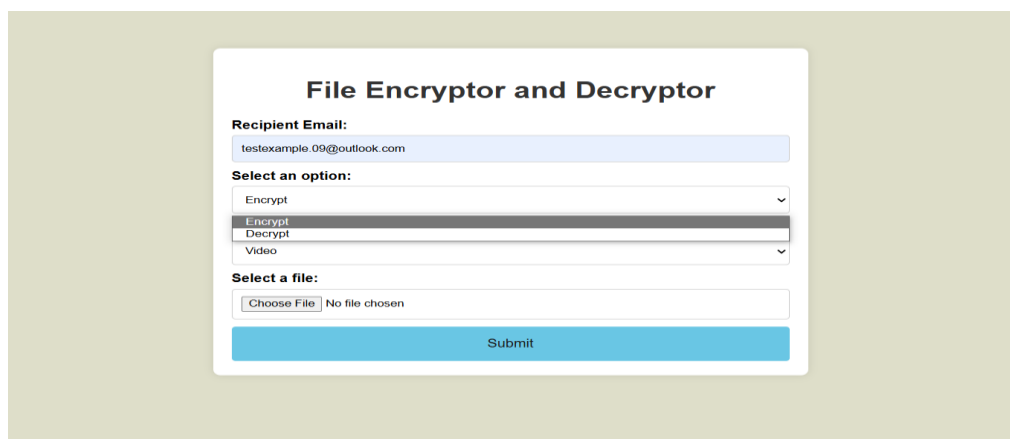 File Encryptor and Decryptor
Recipient Email:
testexample.09@outlook.com
Select an option:
Encrypt
Encrypt
Decrypt
Video
Select a file:
Choose File No file chosen
Submit